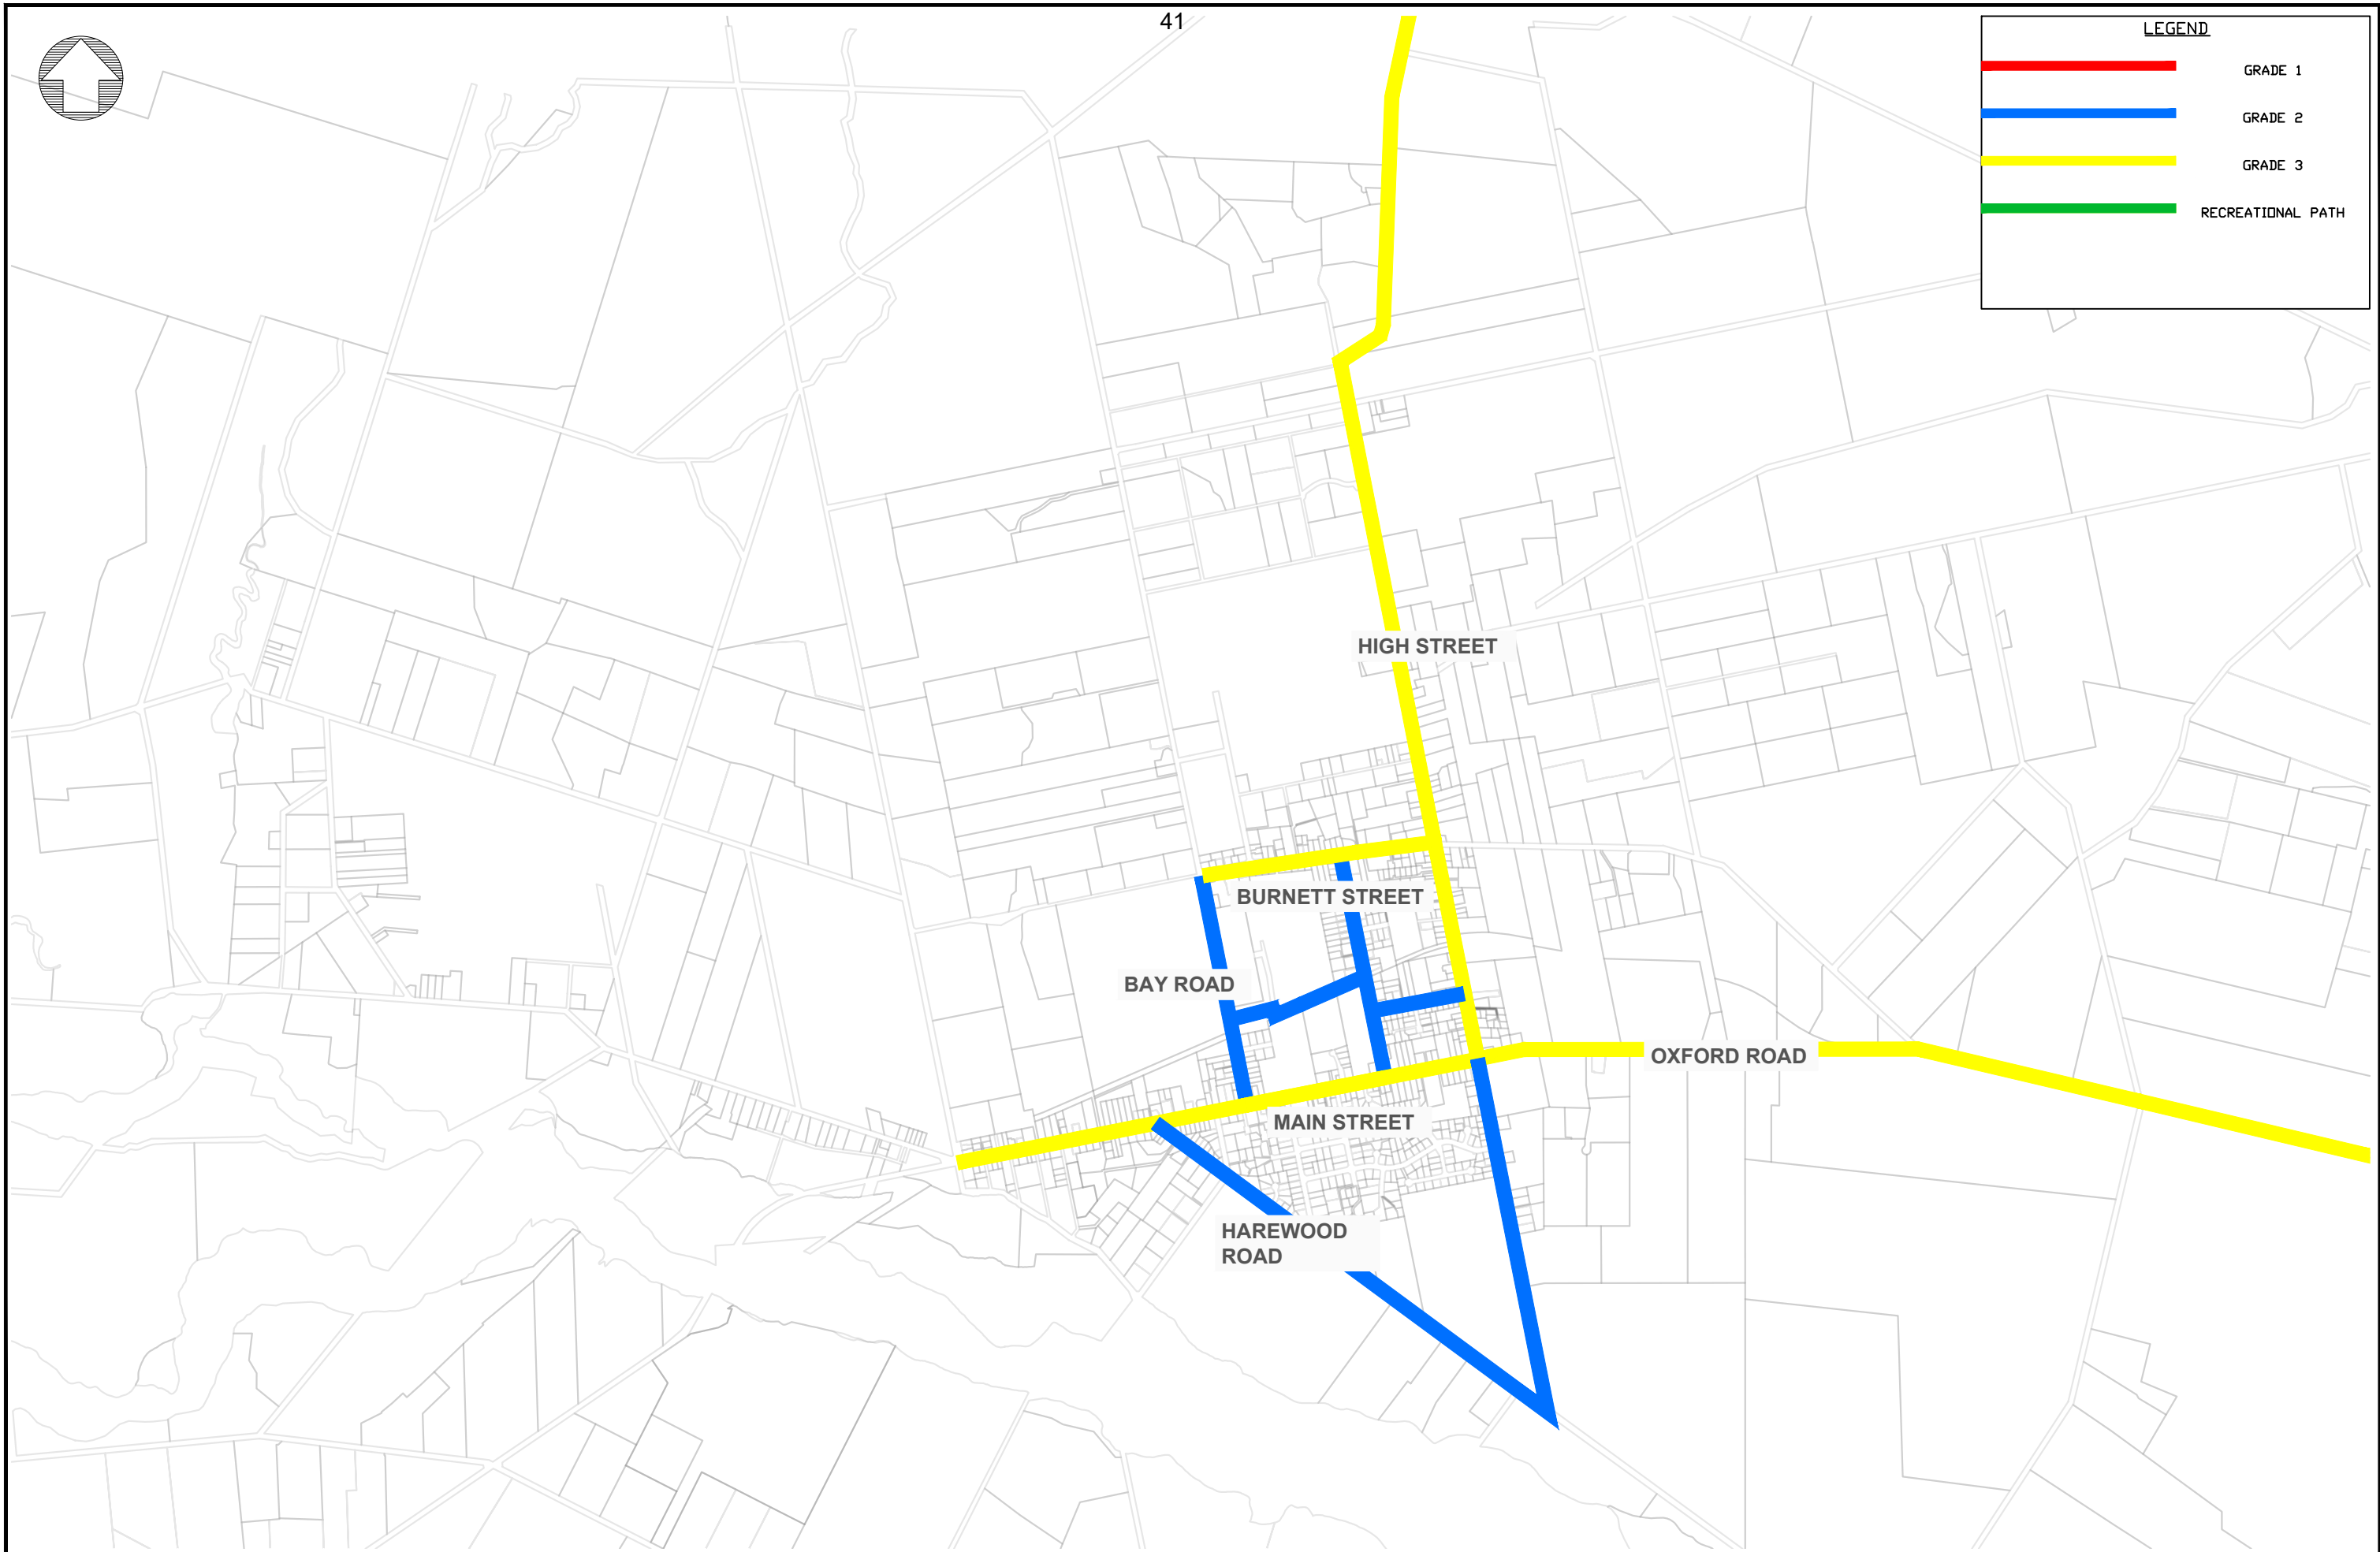 41
LEGEND
GRADE 1
GRADE 2
GRADE 3
RECREATIONAL PATH
HIGH STREET
BURNETT STREET
BAY ROAD
OXFORD ROAD
MAIN STREET
HAREWOOD
ROAD